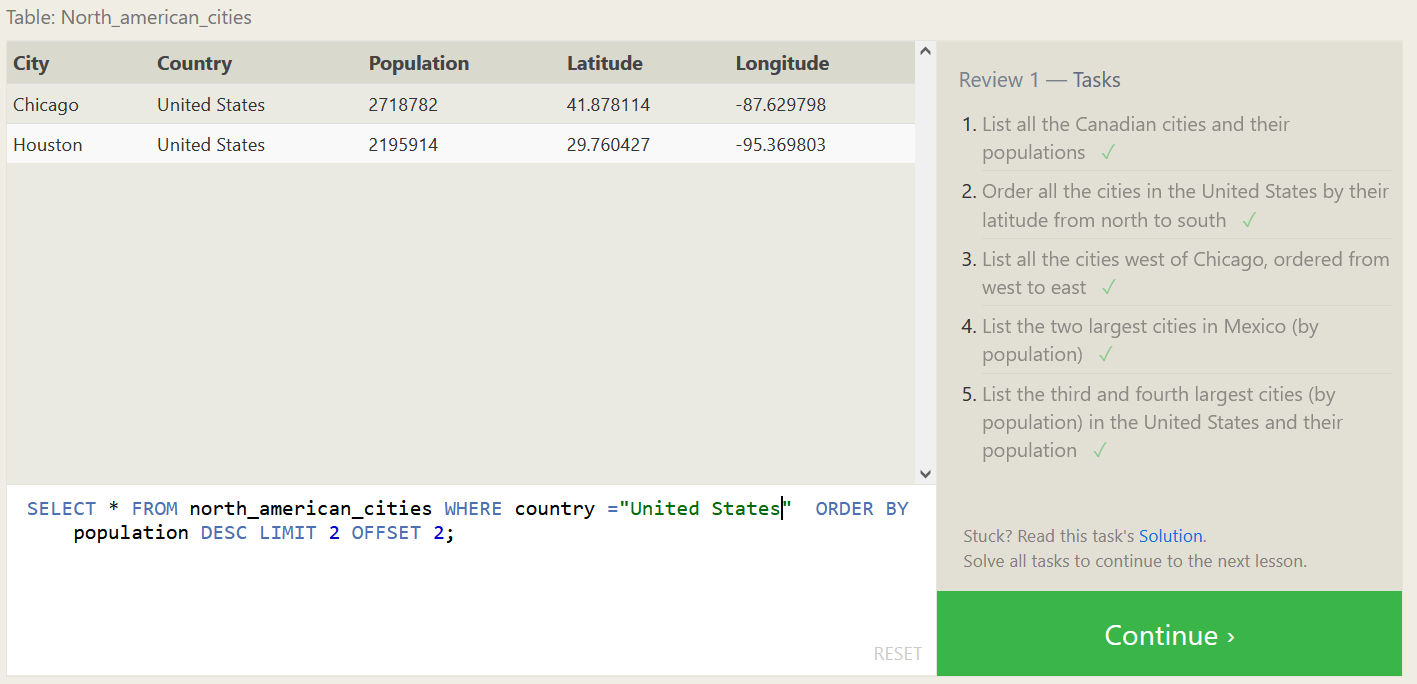 Table: North_american_cities
City Country Population Latitude Longitude
Chicago United States 2718782 41.878114 -87.629798
Houston United States 2195914 29.760427 -95.369803
SELECT * FROM north_american_cities WHERE country ="United States"  ORDER BY
population DESC LIMIT 2 OFFSET 2;
RESET
Review 1 — Tasks
1. List all the Canadian cities and their
populations ✓
2. Order all the cities in the United States by their
latitude from north to south ✓
3. List all the cities west of Chicago, ordered from
west to east ✓
4. List the two largest cities in Mexico (by
population) ✓
5. List the third and fourth largest cities (by
population) in the United States and their
population ✓
Stuck? Read this task's Solution.
Solve all tasks to continue to the next lesson.
Continue ›